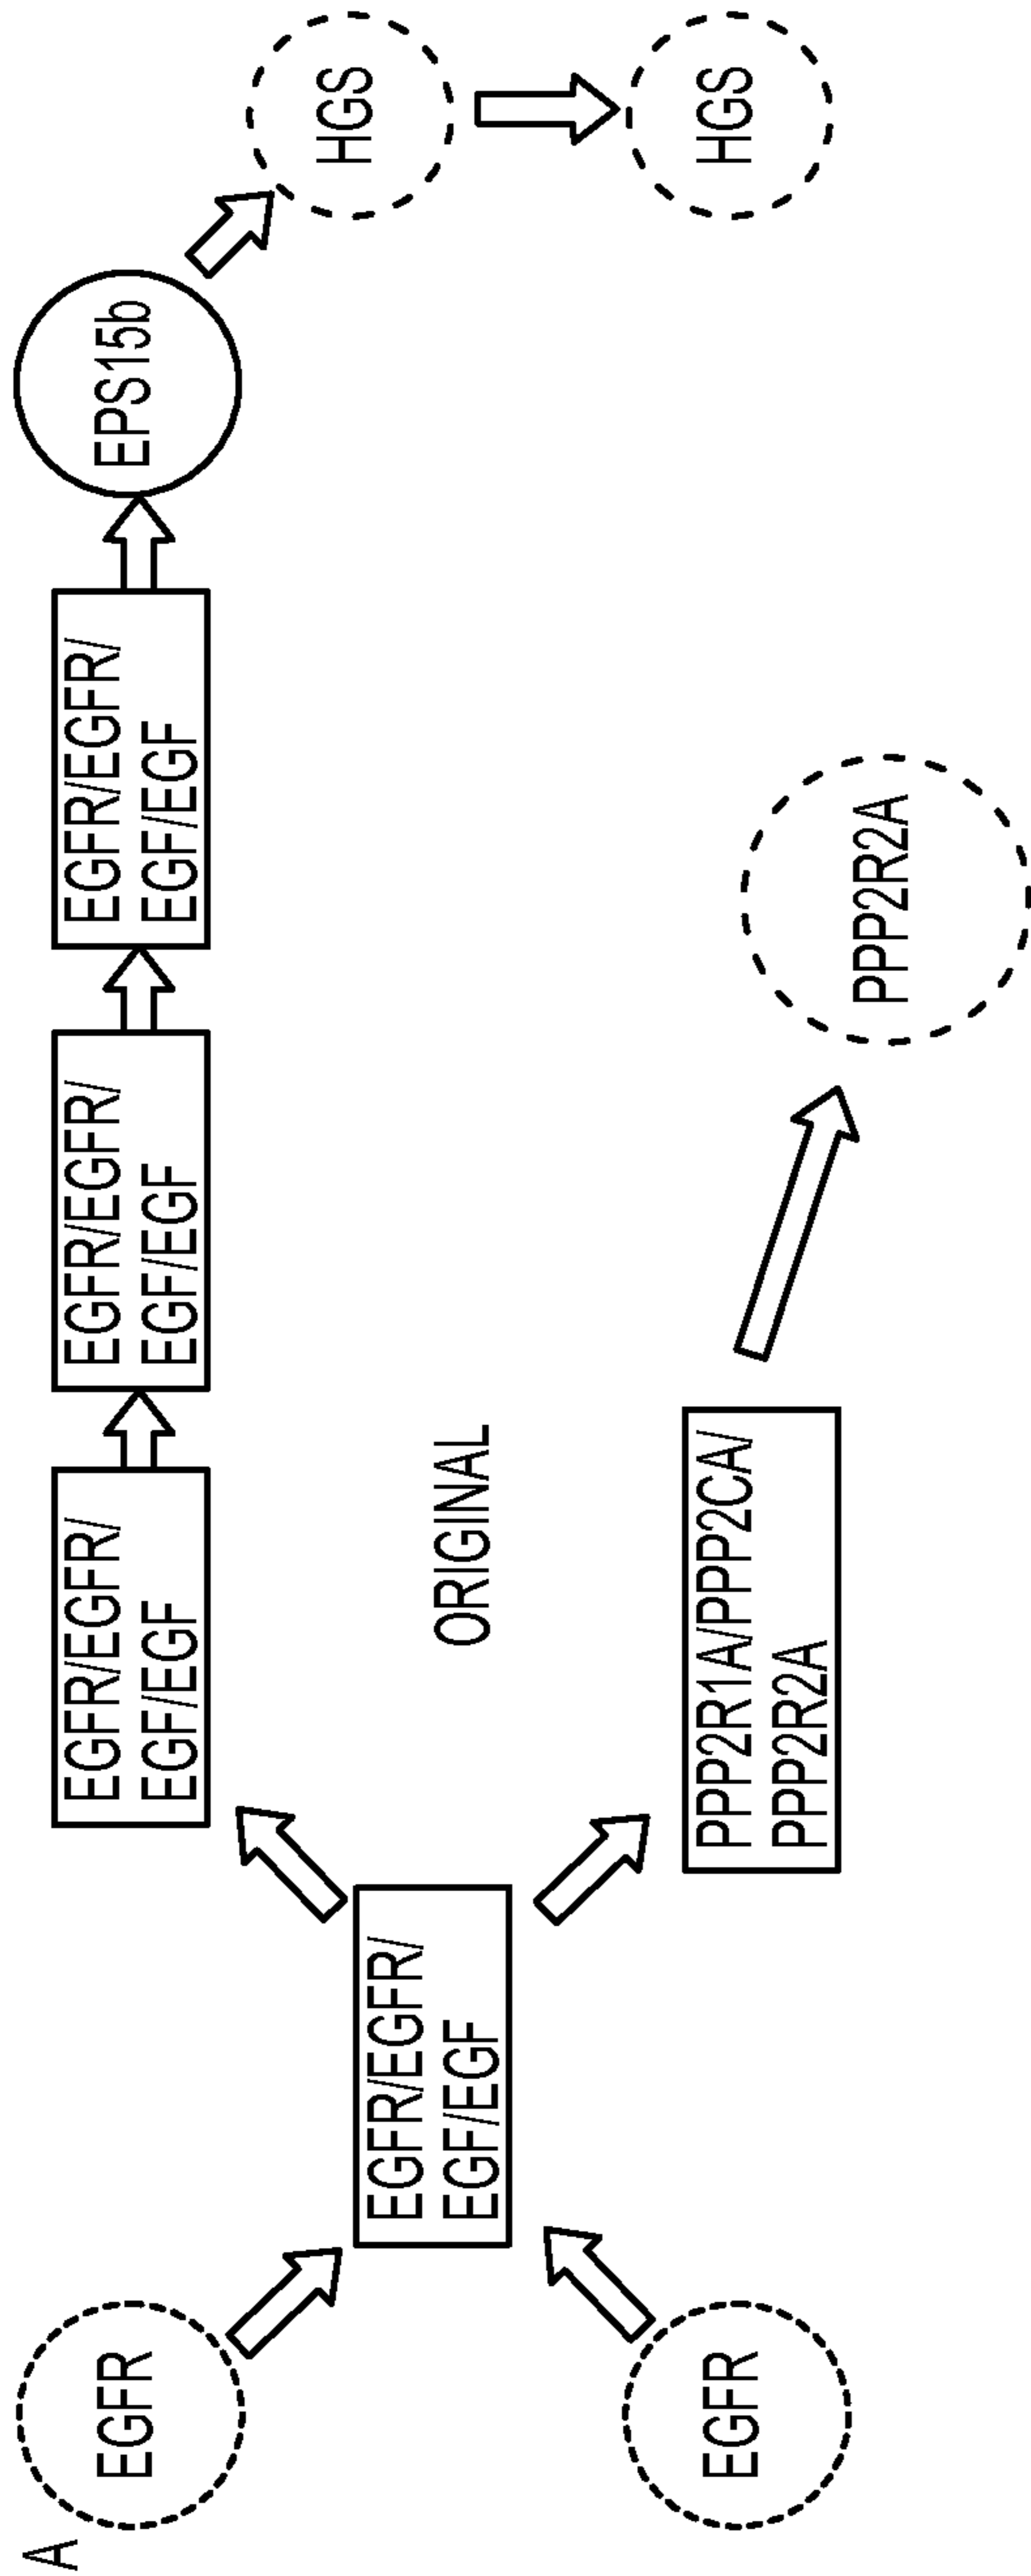 A
EGFR
EGFR
EGFR/EGFR/
EGF/EGF
EGFR/EGFR/
EGF/EGF
EGFR/EGFR/
EGF/EGF
EGFR/EGFR/
EGF/EGF
EPS15b
HGS
HGS
ORIGINAL
PPP2R1A/PPP2CA/
PPP2R2A
PPP2R2A